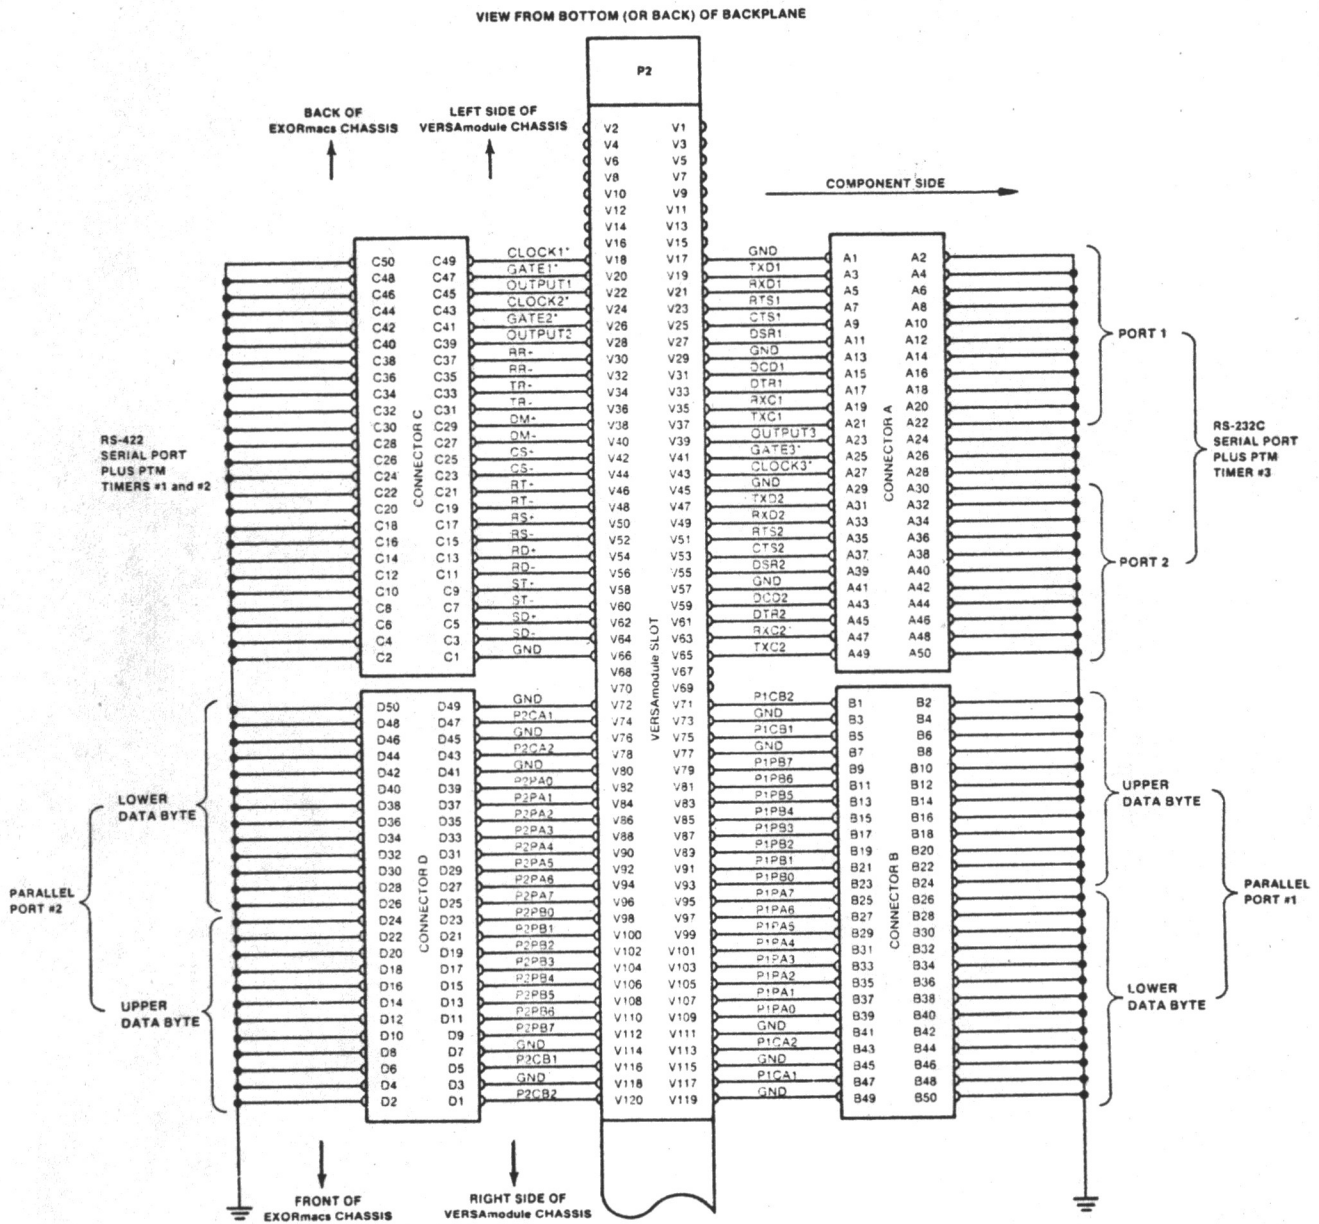 VIEW FROM BOTTOM (OR BACK) OF BACKPLANE
P2
BACK OF
EXORmacs CHASSIS
LEFT SIDE OF
VERSAmodule CHASSIS
COMPONENT SIDE
V2 V1
V4 V3
V6 V5
V8 V7
V10 V9
V12 V11
V14 V13
V16 V15
C50 C49 CLOCK1* V18 V17 GND A1 A2
C48 C47 GATE1* V20 V19 TXD1 A3 A4
C46 C45 OUTPUT1 V22 V21 RXD1 A5 A6
C44 C43 CLOCK2* V24 V23 RTS1 A7 A8
C42 C41 GATE2* V26 V25 CTS1 A9 A10
C40 C39 OUTPUT2 V28 V27 DSR1 A11 A12
C38 C37 RR+ V30 V29 GND A13 A14
C36 C35 RR- V32 V31 DCD1 A15 A16
C34 C33 TR- V34 V33 DTR1 A17 A18
C32 C31 TR- V36 V35 RXC1 A19 A20
C30 C29 DM+ V38 V37 TXC1 A21 A22
C28 C27 DM- V40 V39 OUTPUT3 A23 A24
C26 C25 CS+ V42 V41 GATE3* A25 A26
C24 C23 CS- V44 V43 CLOCK3* A27 A28
C22 C21 RT+ V46 V45 GND A29 A30
C20 C19 RT- V48 V47 TXD2 A31 A32
C18 C17 RS+ V50 V49 RXD2 A33 A34
C16 C15 RS- V52 V51 RTS2 A35 A36
C14 C13 RD+ V54 V53 CTS2 A37 A38
C12 C11 RD- V56 V55 DSR2 A39 A40
C10 C9 ST+ V58 V57 GND A41 A42
C8 C7 ST- V60 V59 DCD2 A43 A44
C6 C5 SD+ V62 V61 DTR2 A45 A46
C4 C3 SD- V64 V63 RXC2 A47 A48
C2 C1 GND V66 V65 TXC2 A49 A50
CONNECTOR C
CONNECTOR A
RS-422
SERIAL PORT
PLUS PTM
TIMERS #1 and #2
PORT 1
PORT 2
RS-232C
SERIAL PORT
PLUS PTM
TIMER #3
V68 V67
V70 V69
VERSAmodule SLOT
D50 D49 GND V72 V71 P1CB2 B1 B2
D48 D47 P2CA1 V74 V73 GND B3 B4
D46 D45 GND V76 V75 P1CB1 B5 B6
D44 D43 P2CA2 V78 V77 GND B7 B8
D42 D41 GND V80 V79 P1PB7 B9 B10
D40 D39 P2PA0 V92 V81 P1PB6 B11 B12
D38 D37 P2PA1 V84 V83 P1PB5 B13 B14
D36 D35 P2PA2 V86 V85 P1PB4 B15 B16
D34 D33 P2PA3 V88 V87 P1PB3 B17 B18
D32 D31 P2PA4 V90 V89 P1PB2 B19 B20
D30 D29 P2PA5 V92 V91 P1PB1 B21 B22
D28 D27 P2PA6 V94 V93 P1PB0 B23 B24
D26 D25 P2PA7 V96 V95 P1PA7 B25 B26
D24 D23 P2PB0 V98 V97 P1PA6 B27 B28
D22 D21 P2PB1 V100 V99 P1PA5 B29 B30
D20 D19 P2PB2 V102 V101 P1PA4 B31 B32
D18 D17 P2PB3 V104 V103 P1PA3 B33 B34
D16 D15 P2PB4 V106 V105 P1PA2 B35 B36
D14 D13 P2PB5 V108 V107 P1PA1 B37 B38
D12 D11 P2PB6 V110 V109 P1PA0 B39 B40
D10 D9 P2PB7 V112 V111 GND B41 B42
D8 D7 GND V114 V113 P1CA2 B43 B44
D6 D5 P2CB1 V116 V115 GND B45 B46
D4 D3 GND V118 V117 P1CA1 B47 B48
D2 D1 P2CB2 V120 V119 GND B49 B50
CONNECTOR D
CONNECTOR B
LOWER
DATA BYTE
PARALLEL
PORT #2
UPPER
DATA BYTE
UPPER
DATA BYTE
PARALLEL
PORT #1
LOWER
DATA BYTE
FRONT OF
EXORmacs CHASSIS
RIGHT SIDE OF
VERSAmodule CHASSIS